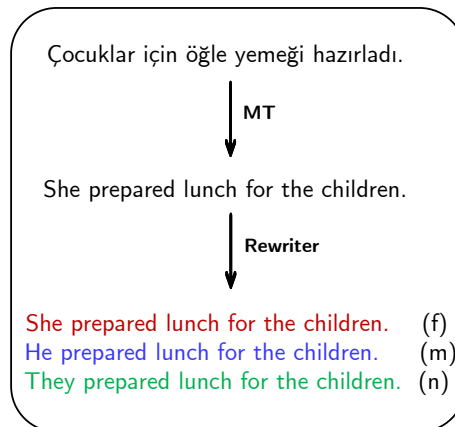 Çocuklar için öğle yemeği hazırladı.
MT
She prepared lunch for the children.
Rewriter
She prepared lunch for the children. (f)
He prepared lunch for the children. (m)
They prepared lunch for the children. (n)